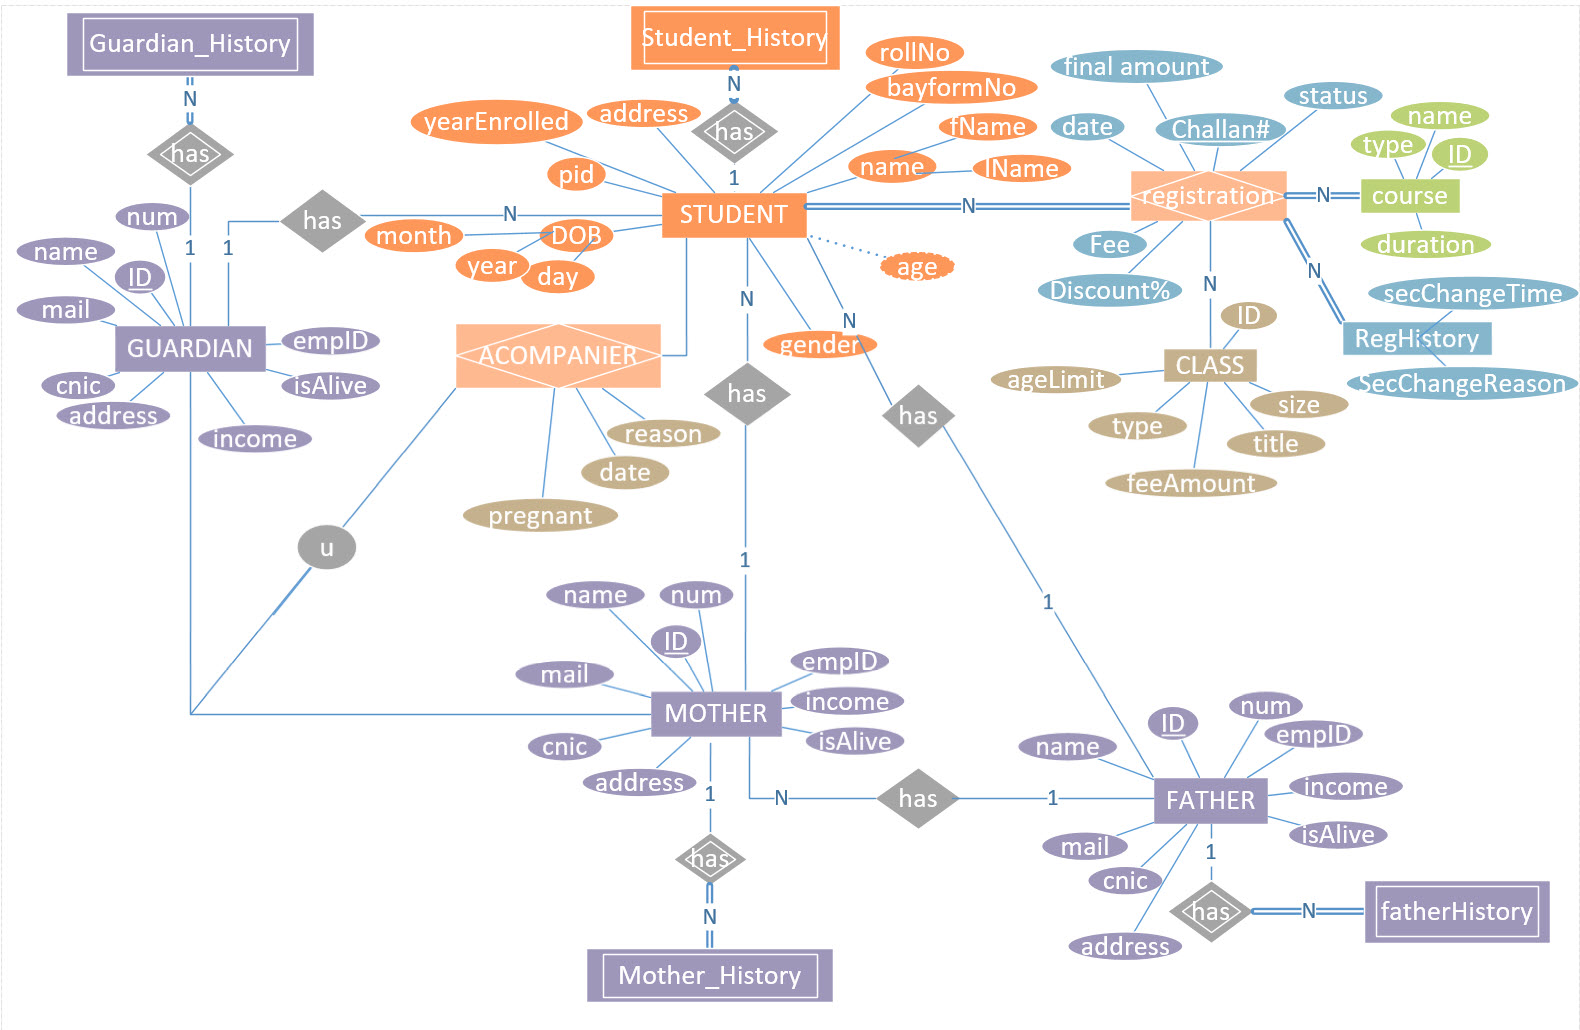 Guardian_History
N
has
1
Student_History
N
has
1
yearEnrolled
address
pid
rollNo
bayformNo
fName
name
lName
STUDENT
month
DOB
year
day
age
gender
final amount
status
date
Challan#
registration
Fee
Discount%
N
N
name
type
ID
course
duration
N
secChangeTime
RegHistory
SecChangeReason
N
ID
CLASS
ageLimit
size
type
title
feeAmount
has
N
1
num
name
ID
mail
GUARDIAN
empID
cnic
isAlive
address
income
ACOMPANIER
reason
date
pregnant
u
N
has
1
N
has
1
name
num
ID
mail
empID
income
MOTHER
cnic
isAlive
address
1
has
N
Mother_History
N
has
1
ID
num
name
empID
income
FATHER
isAlive
mail
cnic
address
1
has
N
fatherHistory